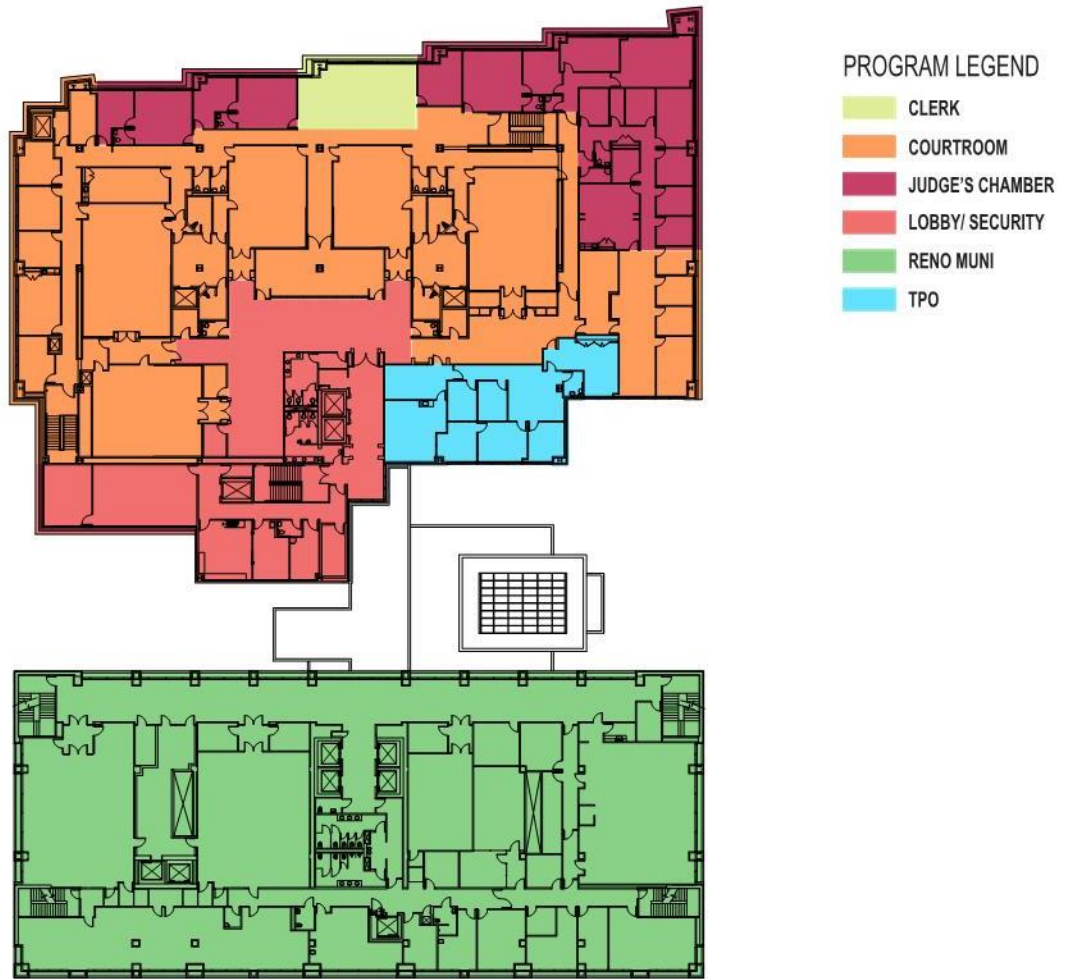 PROGRAM LEGEND
CLERK
COURTROOM
JUDGE'S CHAMBER
LOBBY/ SECURITY
RENO MUNI
TPO